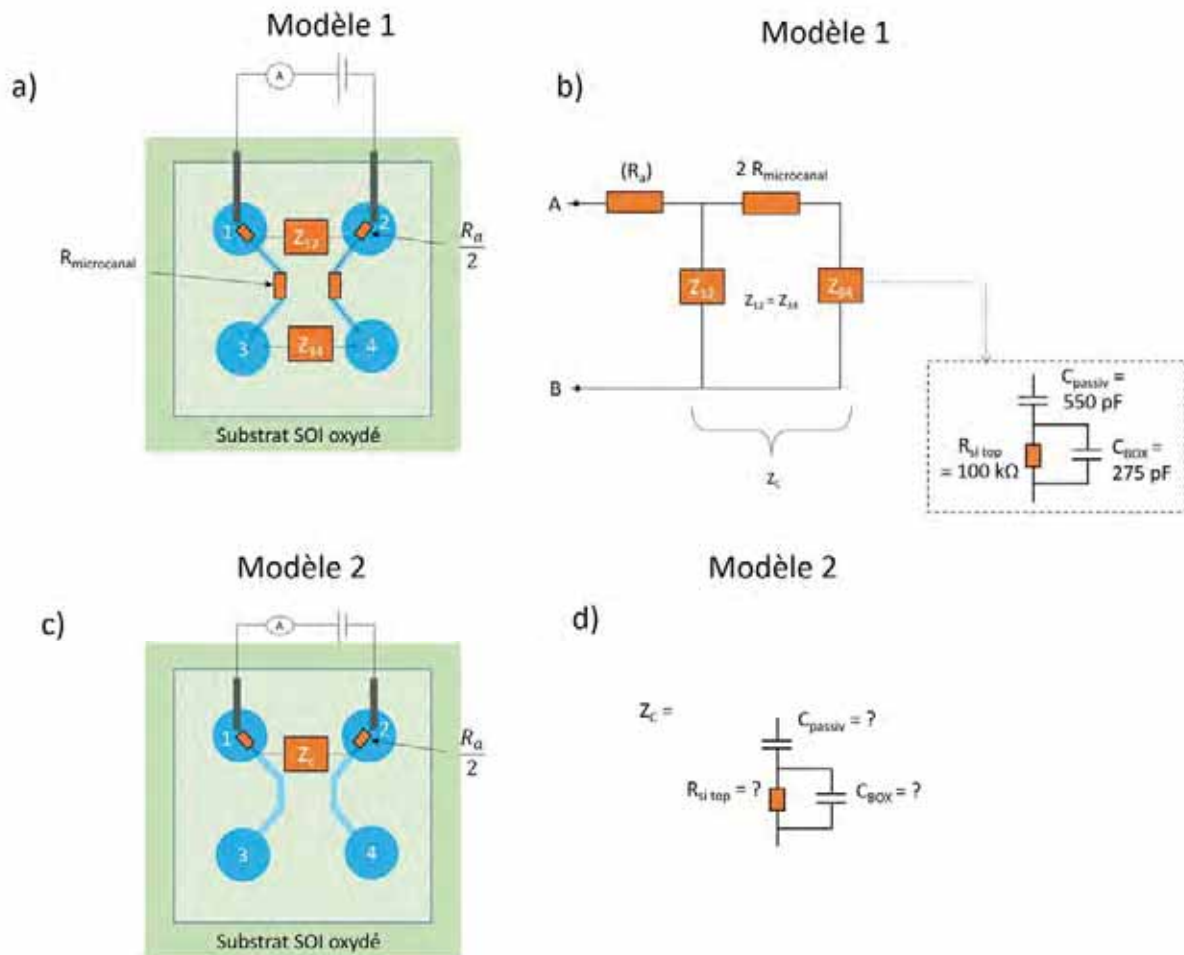 Modèle 1
a)
A
1
Z12
2
Ra
2
Rmicrocanal
3
Z34
4
Substrat SOI oxydé
Modèle 1
b)
(Ra)
2 Rmicrocanal
A
Z12
Z12 = Z34
Z34
B
Zc
Cpassiv =
550 pF
Rsi top
= 100 kΩ
CBOX =
275 pF
Modèle 2
c)
A
1
Zc
2
Ra
2
3
4
Substrat SOI oxydé
Modèle 2
d)
ZC =
Cpassiv = ?
Rsi top = ?
CBOX = ?